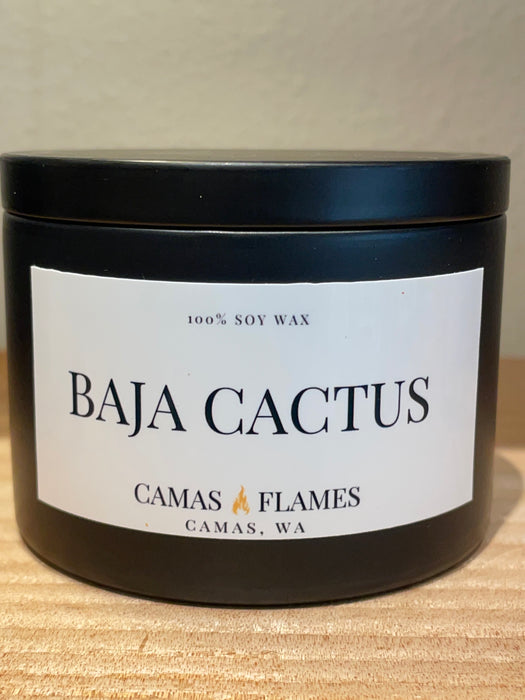 100% SOY WAX
BAJA CACTUS
CAMAS FLAMES
CAMAS, WA